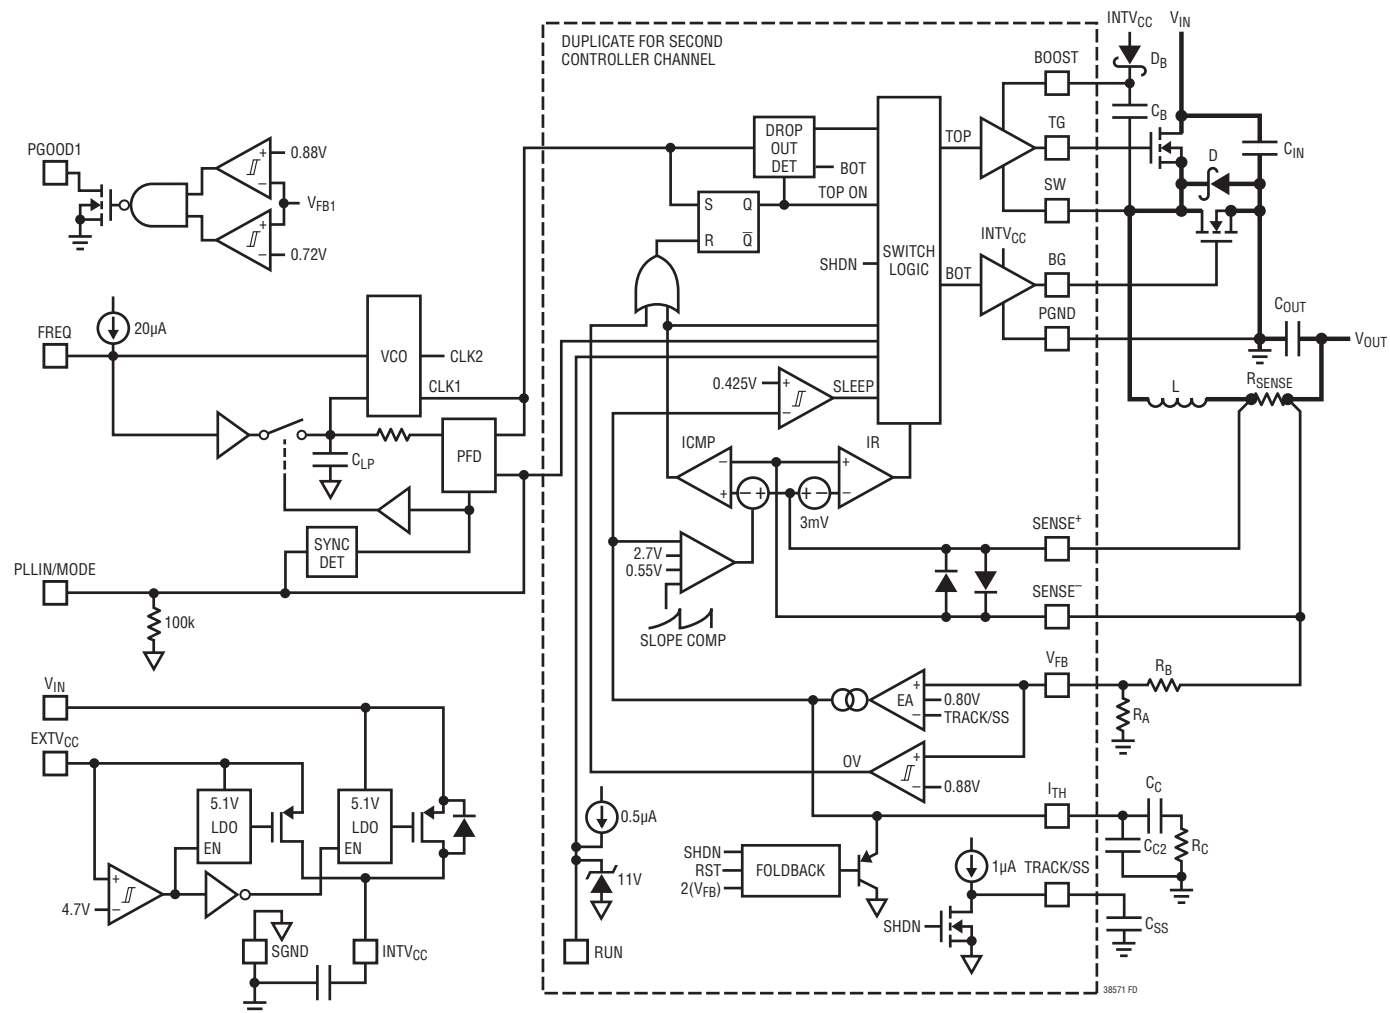 DUPLICATE FOR SECOND
CONTROLLER CHANNEL
INTVCC
VIN
BOOST
DB
CB
TG
CIN
D
SW
INTVCC
BG
PGND
COUT
VOUT
L
RSENSE
PGOOD1
+
0.88V
−
VFB1
+
−
0.72V
DROP
OUT
DET
BOT
TOP ON
S
Q
R
Q̅
SHDN
SWITCH
LOGIC
TOP
BOT
20µA
FREQ
VCO
CLK2
CLK1
CLP
PFD
SYNC
DET
PLLIN/MODE
100k
0.425V
+
−
SLEEP
ICMP
−
+
− +
+ −
3mV
IR
+
−
2.7V
0.55V
SLOPE COMP
SENSE+
SENSE−
VFB
RB
RA
EA
+
−
0.80V
TRACK/SS
OV
+
−
0.88V
ITH
CC
CC2
RC
0.5µA
11V
RUN
SHDN
RST
2(VFB)
FOLDBACK
1µA
TRACK/SS
SHDN
CSS
VIN
EXTVCC
5.1V
LDO
EN
5.1V
LDO
EN
+
4.7V
−
SGND
INTVCC
38571 FD